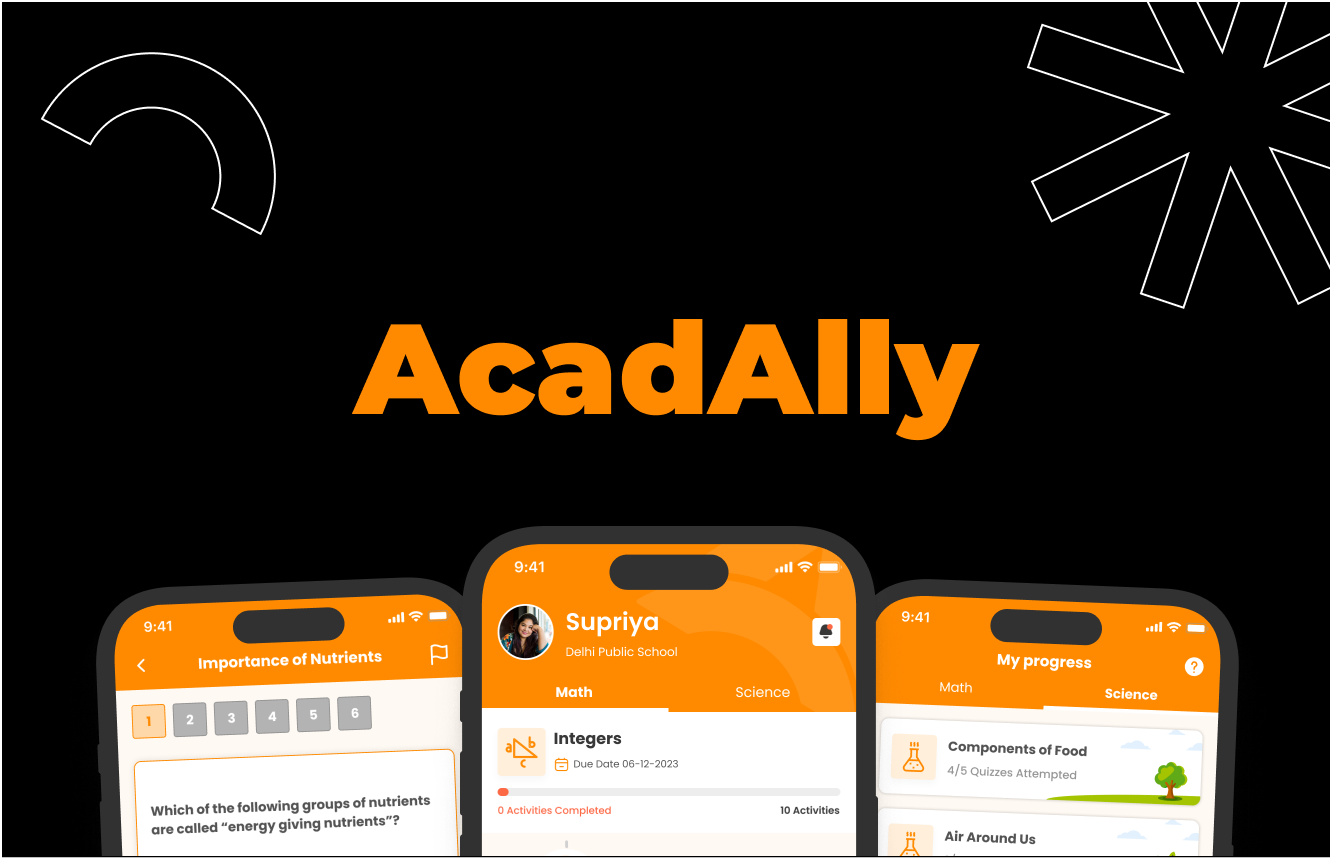 AcadAlly
9:41
Importance of Nutrients
1 2 3 4 5 6
Which of the following groups of nutrients
are called “energy giving nutrients”?
9:41
Supriya
Delhi Public School
Math Science
a b c
Integers
Due Date 06-12-2023
0 Activities Completed 10 Activities
9:41
My progress
?
Math Science
Components of Food
4/5 Quizzes Attempted
Air Around Us